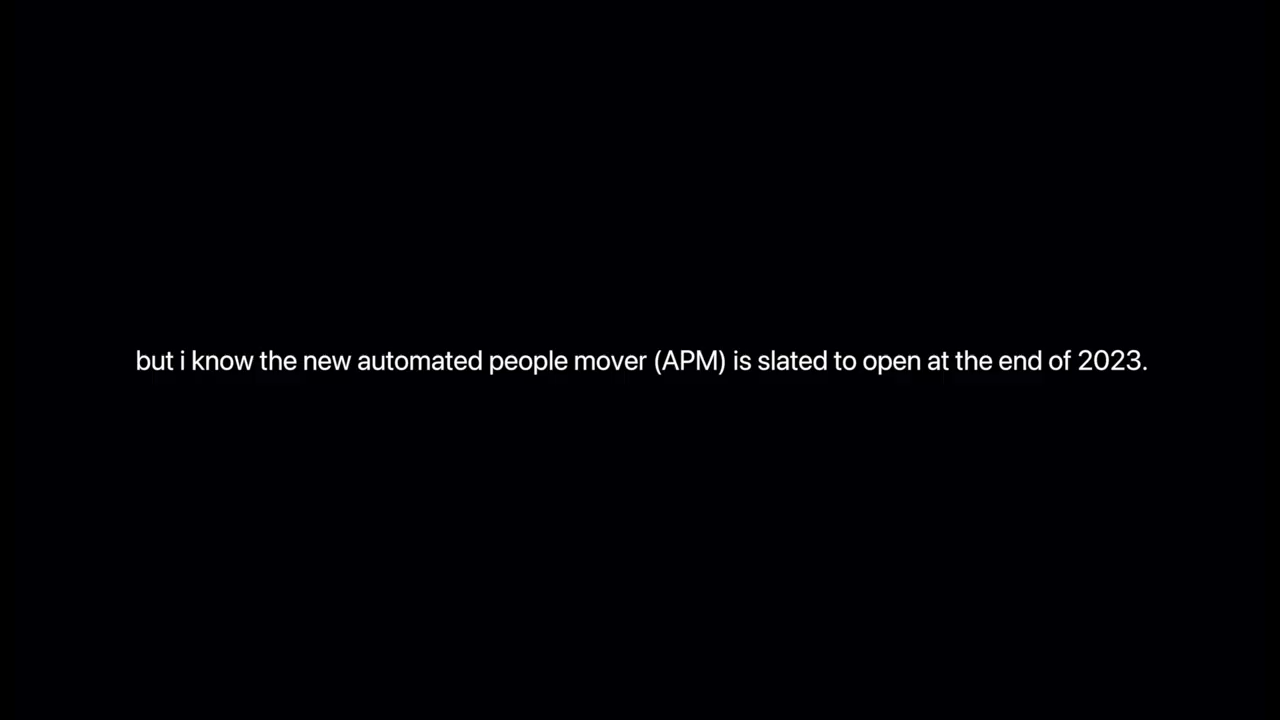 but i know the new automated people mover (APM) is slated to open at the end of 2023.